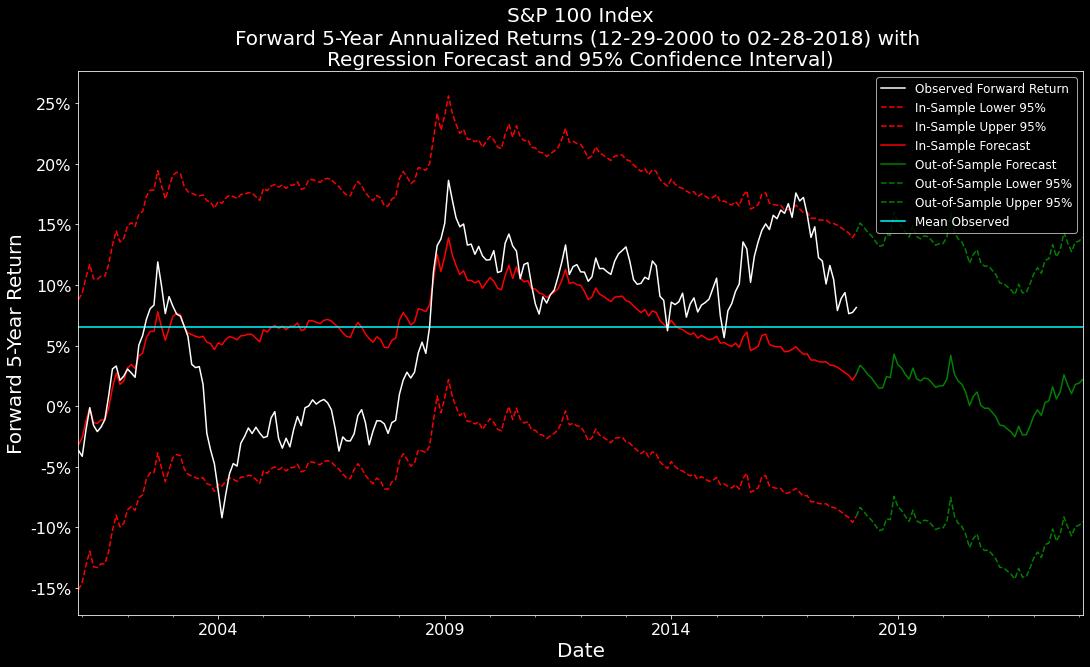 S&P 100 Index
Forward 5-Year Annualized Returns (12-29-2000 to 02-28-2018) with
Regression Forecast and 95% Confidence Interval)
Forward 5-Year Return
25%
20%
15%
10%
5%
0%
-5%
-10%
-15%
Observed Forward Return
In-Sample Lower 95%
In-Sample Upper 95%
In-Sample Forecast
Out-of-Sample Forecast
Out-of-Sample Lower 95%
Out-of-Sample Upper 95%
Mean Observed
2004
2009
2014
2019
Date